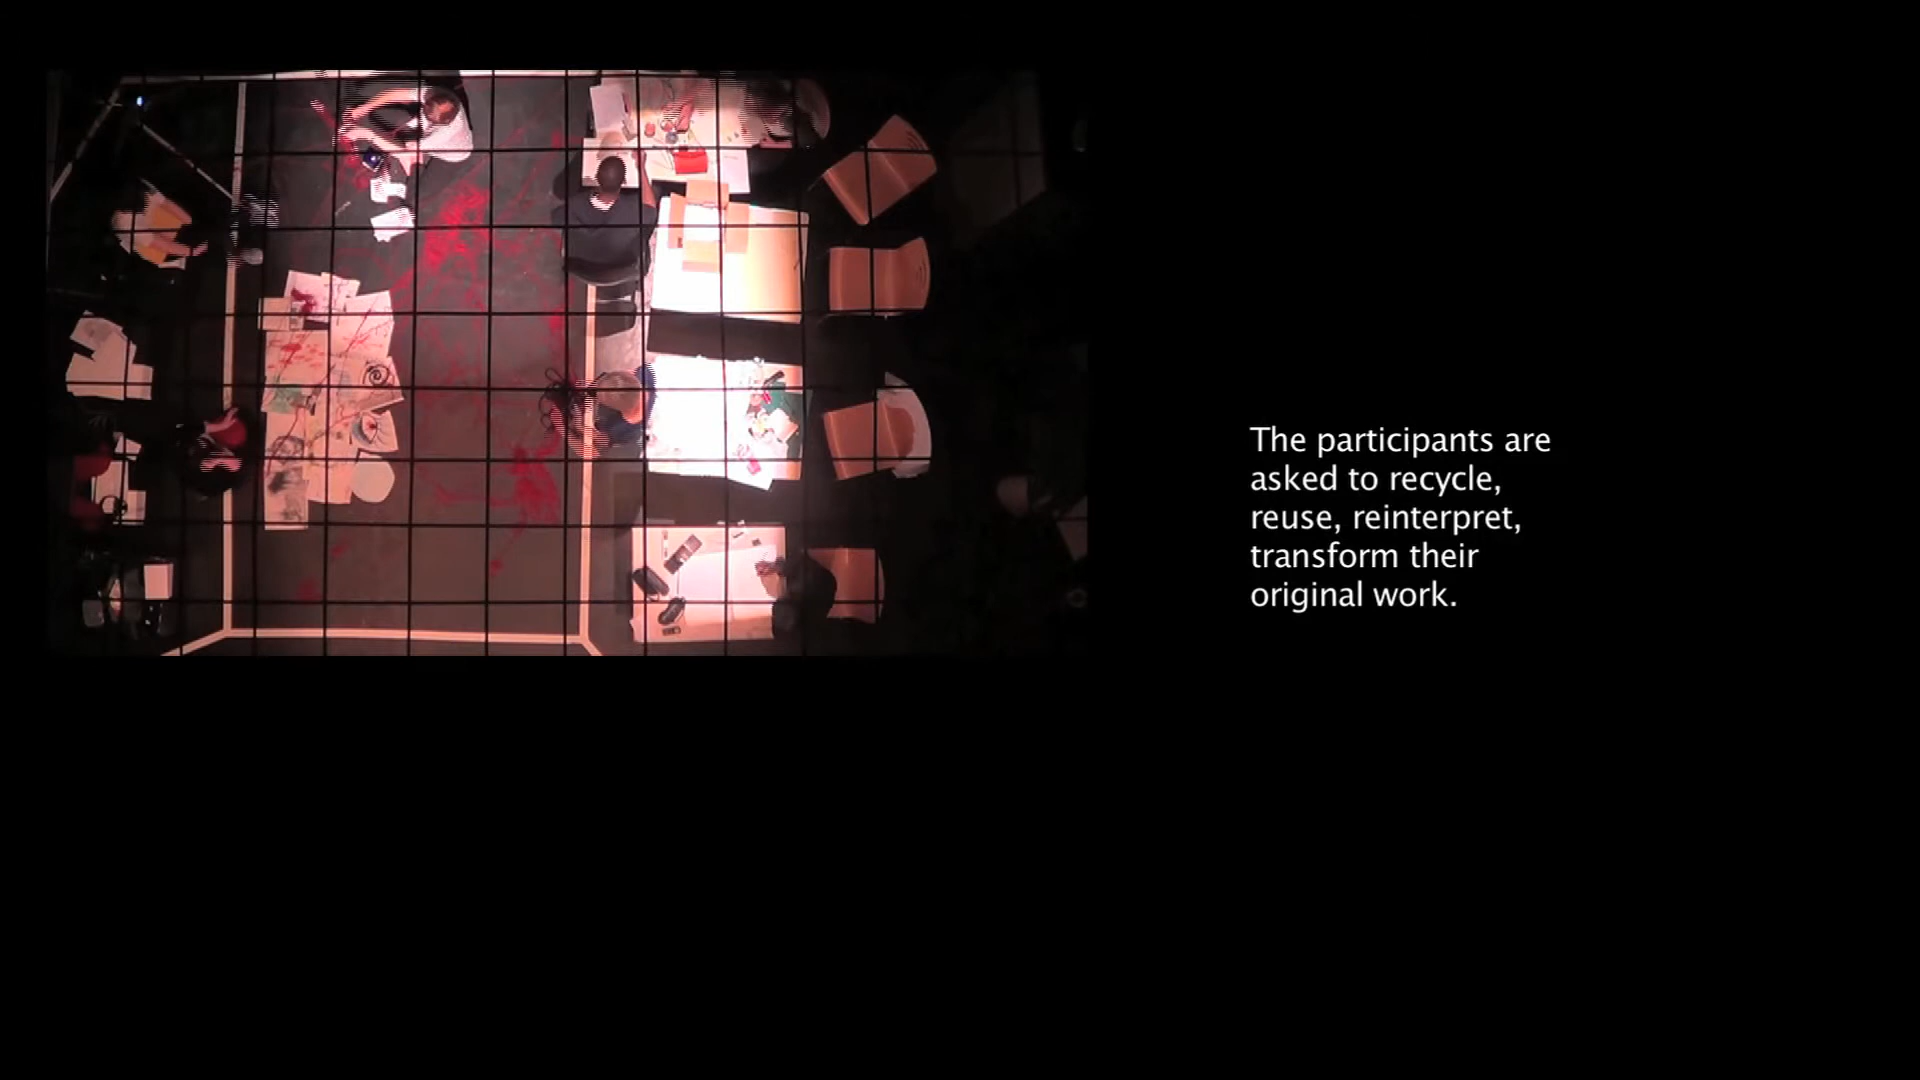 The participants are
asked to recycle,
reuse, reinterpret,
transform their
original work.